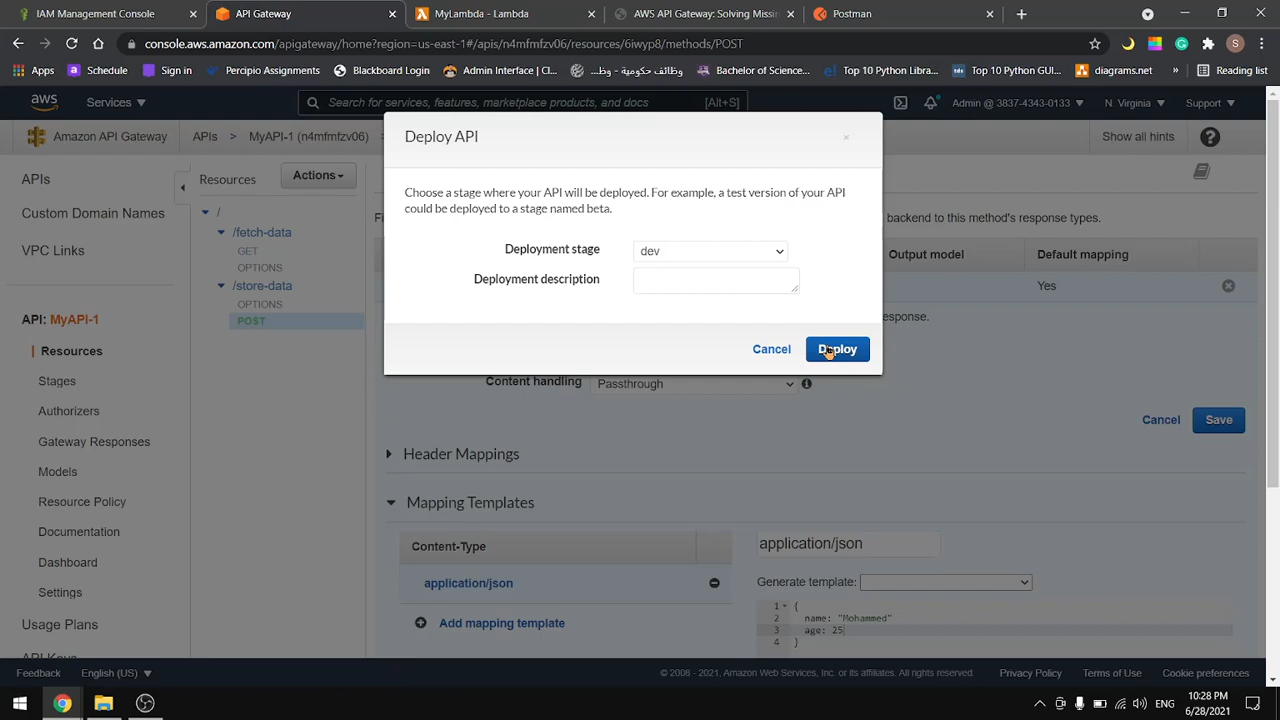 IAM Management Console
API Gateway
MyLambda - Lambda
AWS API Gateway: Solving Missin
Postman
console.aws.amazon.com/apigateway/home?region=us-east-1#/apis/n4mfmfzv06/resources/6iwyp8/methods/POST
S
Apps
Schedule
Sign in
Percipio Assignments
Blackboard Login
Admin Interface | Z...
وظائف حكومية - وظ...
Bachelor of Science...
Top 10 Python Libra...
Top 10 Python GUI...
diagrams.net
»
Reading list
aws
Services
Search for services, features, marketplace products, and docs
[Alt+S]
Admin @ 3837-4343-0133
N. Virginia
Support
Amazon API Gateway
APIs
>
MyAPI-1 (n4mfmfzv06)
Show all hints
?
Deploy API
×
Choose a stage where your API will be deployed. For example, a test version of your API
could be deployed to a stage named beta.
Deployment stage
dev
Deployment description
Cancel
Deploy
APIs
Custom Domain Names
VPC Links
API: MyAPI-1
Resources
Stages
Authorizers
Gateway Responses
Models
Resource Policy
Documentation
Dashboard
Settings
Usage Plans
Resources
Actions
/
/fetch-data
GET
OPTIONS
/store-data
OPTIONS
POST
backend to this method's response types.
Output model
Default mapping
Yes
response.
Content handling
Passthrough
Cancel
Save
Header Mappings
Mapping Templates
Content-Type
application/json
Add mapping template
application/json
Generate template:
1 {
2 name: "Mohammed"
3 age: 25
4 }
Feedback
English (US)
© 2008 - 2021, Amazon Web Services, Inc. or its affiliates. All rights reserved.
Privacy Policy
Terms of Use
Cookie preferences
ENG
10:28 PM
6/28/2021